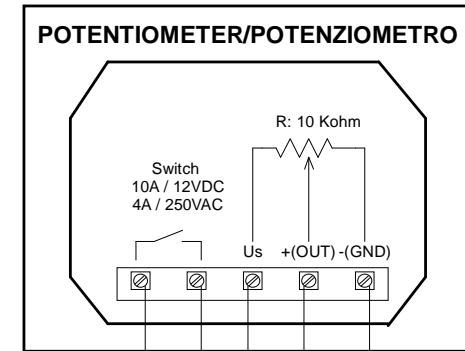 POTENTIOMETER/POTENZIOMETRO
R: 10 Kohm
Switch
10A / 12VDC
4A / 250VAC
Us +(OUT) -(GND)